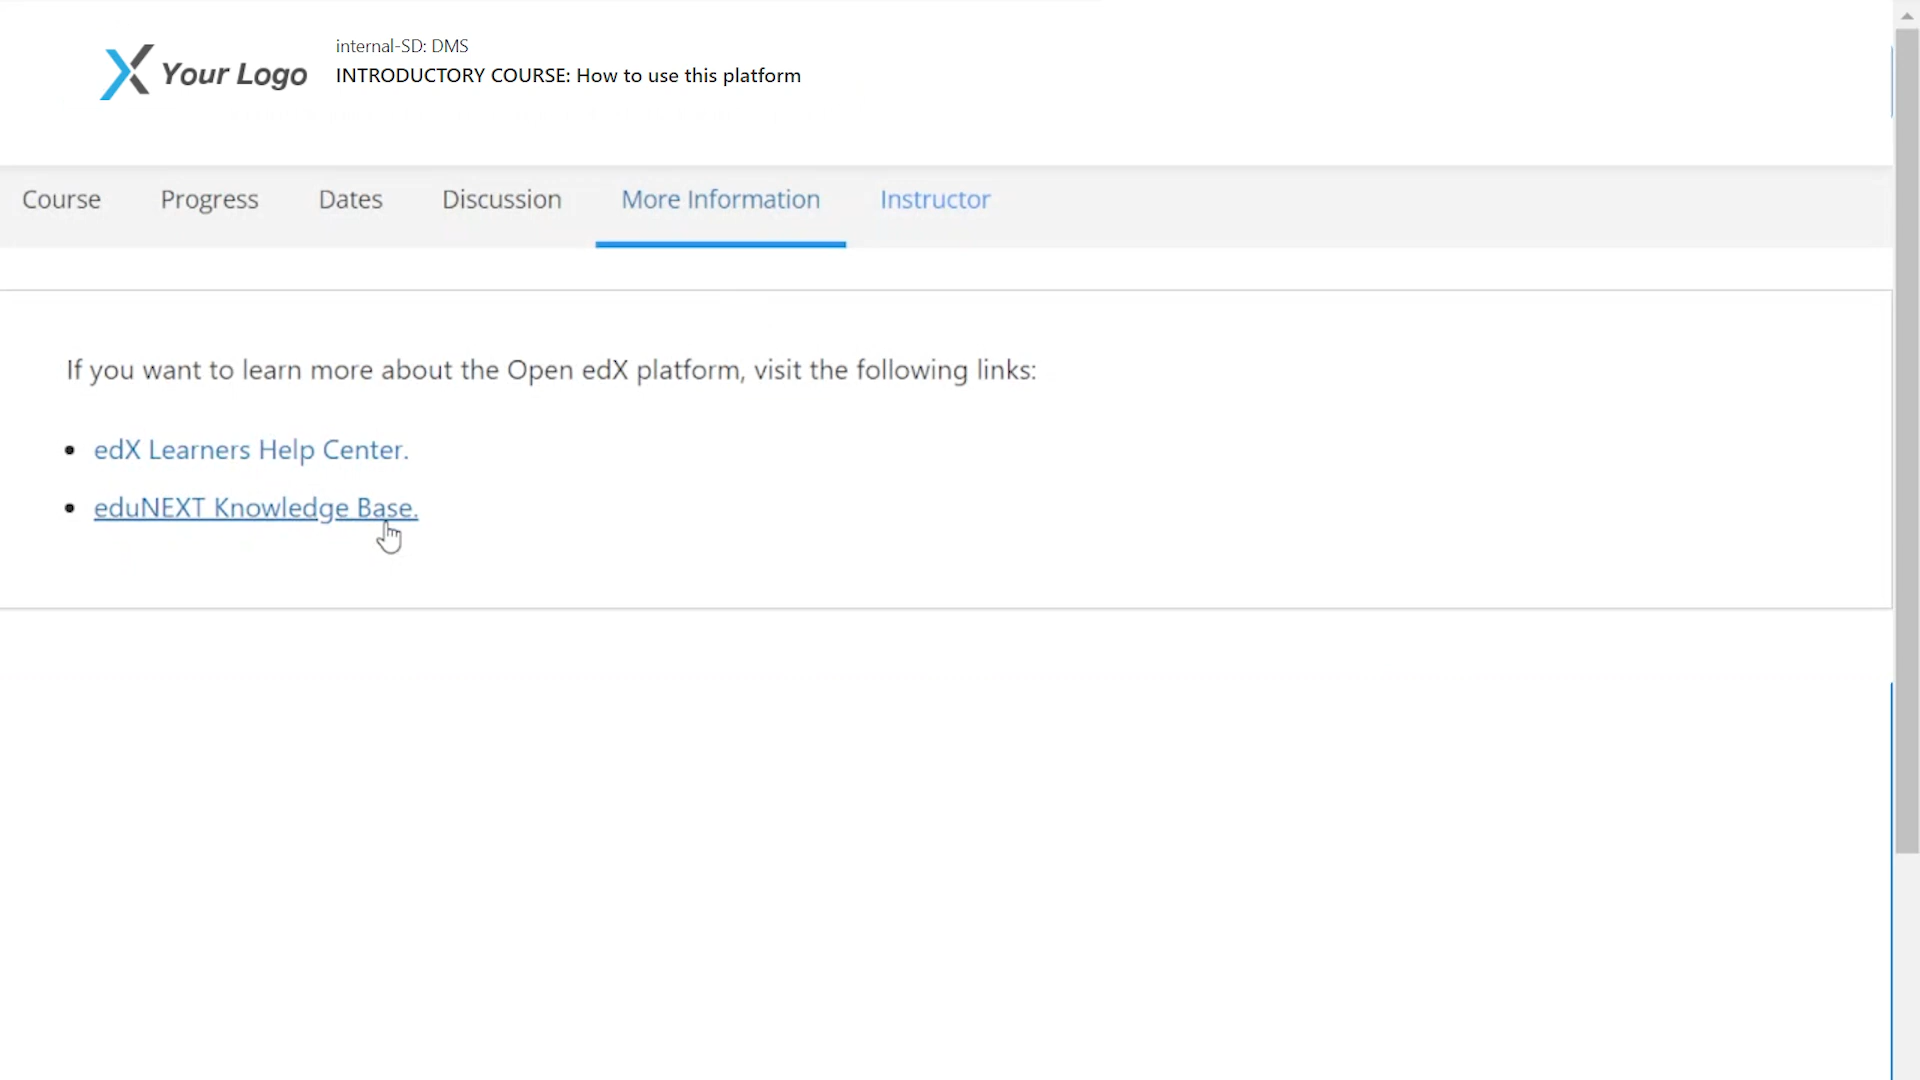 Your Logo
internal-SD: DMS
INTRODUCTORY COURSE: How to use this platform
Course Progress Dates Discussion More Information Instructor
If you want to learn more about the Open edX platform, visit the following links:
edX Learners Help Center.
eduNEXT Knowledge Base.